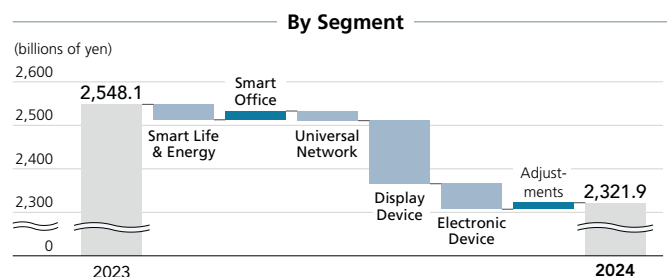 By Segment
(billions of yen)
2,600
2,548.1
Smart
Office
2,500
Smart Life
& Energy
Universal
Network
2,400
Display
Device
Electronic
Device
Adjust-
ments
2,321.9
2,300
0
2023
2024